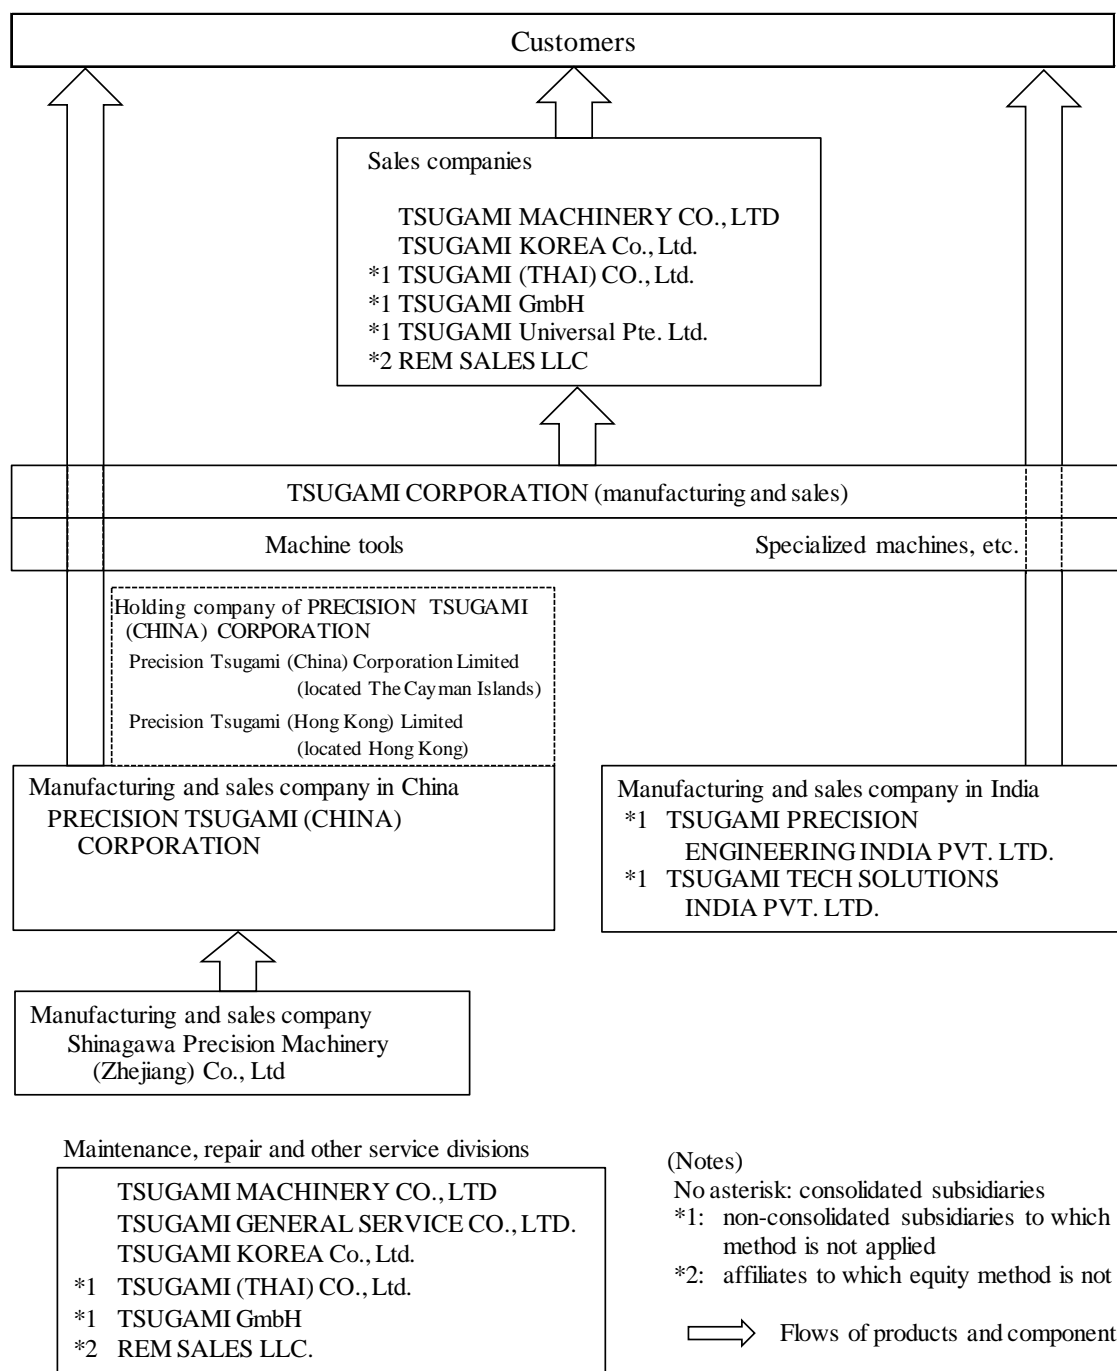 Customers
Sales companies
TSUGAMI MACHINERY CO., LTD
TSUGAMI KOREA Co., Ltd.
*1 TSUGAMI (THAI) CO., Ltd.
*1 TSUGAMI GmbH
*1 TSUGAMI Universal Pte. Ltd.
*2 REM SALES LLC
TSUGAMI CORPORATION (manufacturing and sales)
Machine tools
Specialized machines, etc.
Holding company of PRECISION TSUGAMI
(CHINA) CORPORATION
Precision Tsugami (China) Corporation Limited
(located The Cayman Islands)
Precision Tsugami (Hong Kong) Limited
(located Hong Kong)
Manufacturing and sales company in China
PRECISION TSUGAMI (CHINA)
CORPORATION
Manufacturing and sales company in India
*1 TSUGAMI PRECISION
ENGINEERING INDIA PVT. LTD.
*1 TSUGAMI TECH SOLUTIONS
INDIA PVT. LTD.
Manufacturing and sales company
Shinagawa Precision Machinery
(Zhejiang) Co., Ltd
Maintenance, repair and other service divisions
TSUGAMI MACHINERY CO., LTD
TSUGAMI GENERAL SERVICE CO., LTD.
TSUGAMI KOREA Co., Ltd.
*1 TSUGAMI (THAI) CO., Ltd.
*1 TSUGAMI GmbH
*2 REM SALES LLC.
(Notes)
No asterisk: consolidated subsidiaries
*1: non-consolidated subsidiaries to which
method is not applied
*2: affiliates to which equity method is not
Flows of products and component